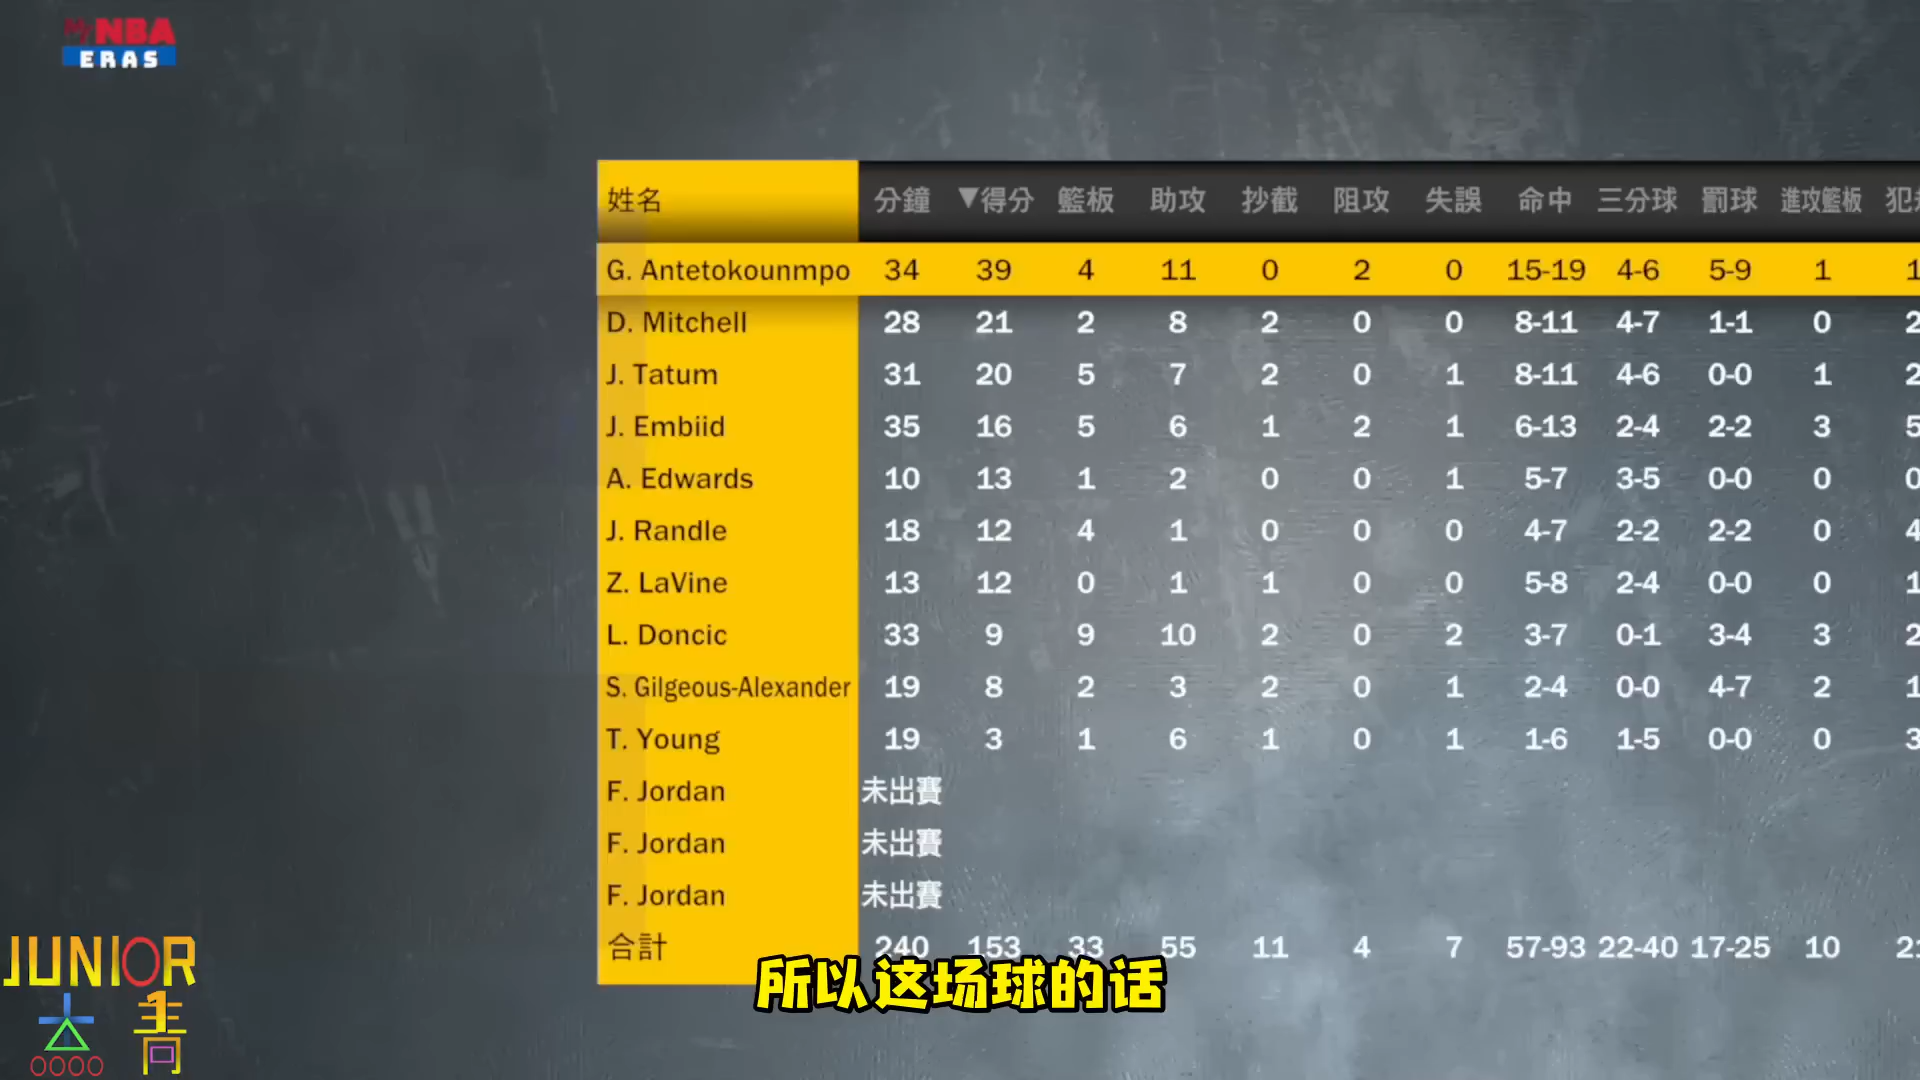 MyNBA
ERAS
姓名 分鐘 ▼得分 籃板 助攻 抄截 阻攻 失誤 命中 三分球 罰球 進攻籃板
G. Antetokounmpo 34 39 4 11 0 2 0 15-19 4-6 5-9 1 1
D. Mitchell 28 21 2 8 2 0 0 8-11 4-7 1-1 0 2
J. Tatum 31 20 5 7 2 0 1 8-11 4-6 0-0 1 2
J. Embiid 35 16 5 6 1 2 1 6-13 2-4 2-2 3 5
A. Edwards 10 13 1 2 0 0 1 5-7 3-5 0-0 0 0
J. Randle 18 12 4 1 0 0 0 4-7 2-2 2-2 0 4
Z. LaVine 13 12 0 1 1 0 0 5-8 2-4 0-0 0 1
L. Doncic 33 9 9 10 2 0 2 3-7 0-1 3-4 3 2
S. Gilgeous-Alexander 19 8 2 3 2 0 1 2-4 0-0 4-7 2 1
T. Young 19 3 1 6 1 0 1 1-6 1-5 0-0 0 3
F. Jordan 未出賽
F. Jordan 未出賽
F. Jordan 未出賽
合計 240 153 33 55 11 4 7 57-93 22-40 17-25 10
所以这场球的话
JUNIOR